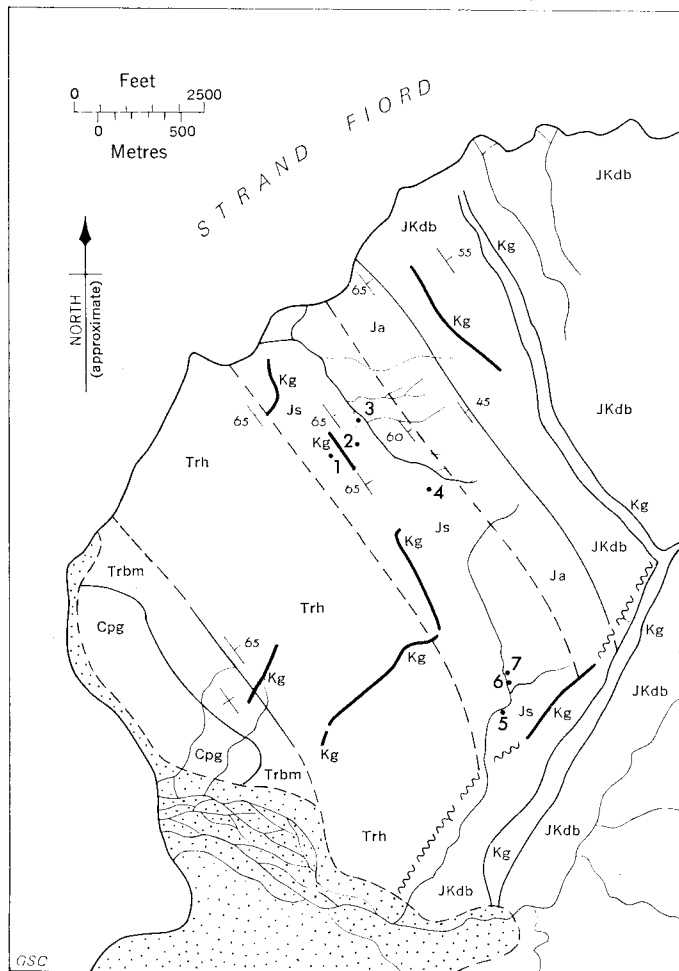 Feet
0 2500
0 500
Metres
STRAND FIORD
NORTH
(approximate)
JKdb
JKdb
Kg
55
65
Ja
Kg
Kg
Js
45
JKdb
65
65
3
Kg
2
60
1
Trh
65
4
Kg
Js
Kg
JKdb
Trbm
Ja
Cpg
Trh
Kg
65
Kg
7
6
JKdb
Kg
Js
5
Kg
Cpg
Kg
Trbm
Trh
Kg
JKdb
JKdb
GSC